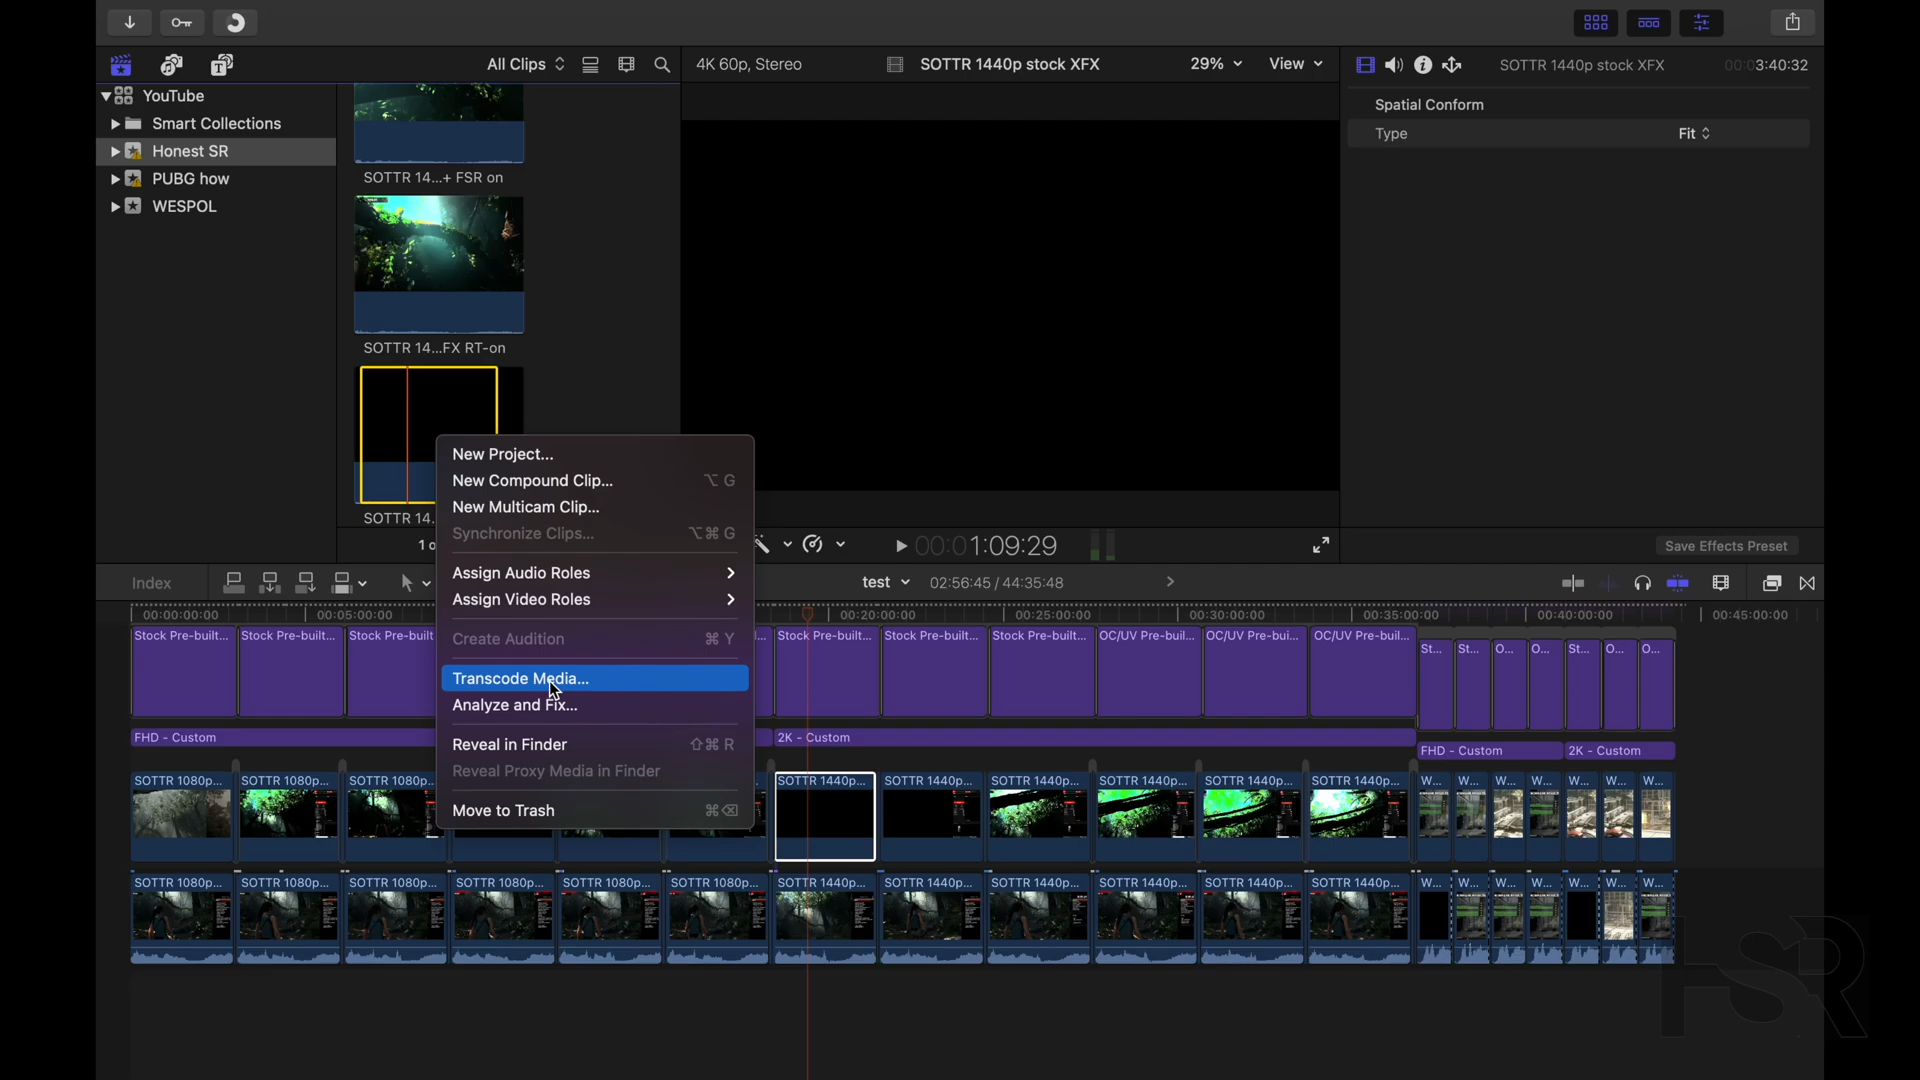 All Clips
4K 60p, Stereo
SOTTR 1440p stock XFX
29%
View
SOTTR 1440p stock XFX
00:03:40:32
YouTube
Smart Collections
Honest SR
PUBG how
WESPOL
SOTTR 14...+ FSR on
SOTTR 14...FX RT-on
SOTTR 14.
1 o
Spatial Conform
Type
Fit
New Project...
New Compound Clip...
⌥ G
New Multicam Clip...
Synchronize Clips...
⌥⌘ G
Assign Audio Roles
Assign Video Roles
Create Audition
⌘ Y
Transcode Media...
Analyze and Fix...
Reveal in Finder
⇧⌘ R
Reveal Proxy Media in Finder
Move to Trash
⌘⌫
00:01:09:29
Save Effects Preset
Index
test
02:56:45 / 44:35:48
00:00:00:00
00:05:00:00
00:20:00:00
00:25:00:00
00:30:00:00
00:35:00:00
00:40:00:00
00:45:00:00
Stock Pre-built...
Stock Pre-built...
Stock Pre-built
Stock Pre-built...
Stock Pre-built...
Stock Pre-built...
OC/UV Pre-buil...
OC/UV Pre-bui...
OC/UV Pre-buil...
St...
St...
O...
O...
St...
O...
O...
FHD - Custom
2K - Custom
FHD - Custom
2K - Custom
SOTTR 1080p...
SOTTR 1080p...
SOTTR 1080p
SOTTR 1440p...
SOTTR 1440p...
SOTTR 1440p...
SOTTR 1440p...
SOTTR 1440p...
SOTTR 1440p...
W...
W...
W...
W...
W...
W...
W...
SOTTR 1080p...
SOTTR 1080p...
SOTTR 1080p...
SOTTR 1080p...
SOTTR 1080p...
SOTTR 1080p...
SOTTR 1440p...
SOTTR 1440p...
SOTTR 1440p...
SOTTR 1440p...
SOTTR 1440p...
SOTTR 1440p...
W...
W...
W...
W...
W...
W...
W...
HSR